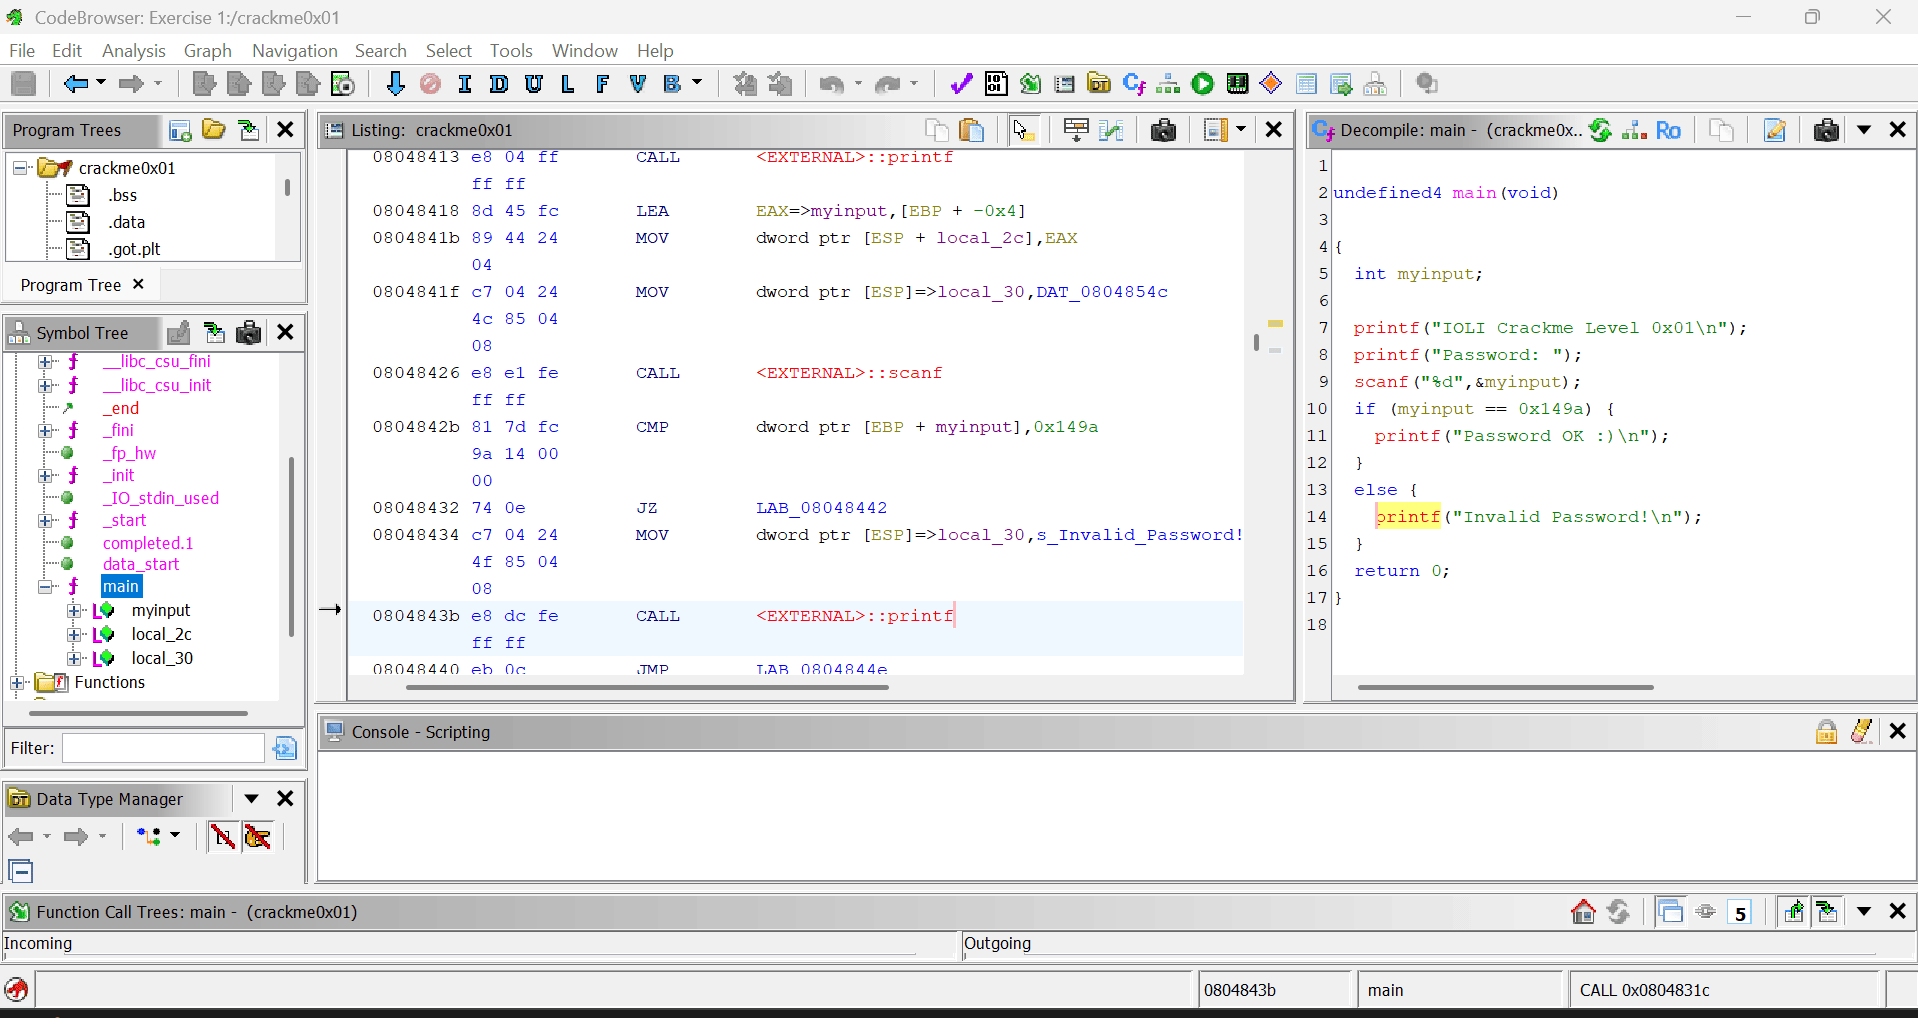 CodeBrowser: Exercise 1:/crackme0x01
File Edit Analysis Graph Navigation Search Select Tools Window Help
I D U L F V B
Program Trees
crackme0x01
.bss
.data
.got.plt
Program Tree
Symbol Tree
__libc_csu_fini
__libc_csu_init
_end
_fini
_fp_hw
_init
_IO_stdin_used
_start
completed.1
data_start
main
myinput
local_2c
local_30
Functions
Filter:
Data Type Manager
Listing: crackme0x01
08048413 e8 04 ff CALL <EXTERNAL>::printf
ff ff
08048418 8d 45 fc LEA EAX=>myinput,[EBP + -0x4]
0804841b 89 44 24 MOV dword ptr [ESP + local_2c],EAX
04
0804841f c7 04 24 MOV dword ptr [ESP]=>local_30,DAT_0804854c
4c 85 04
08
08048426 e8 e1 fe CALL <EXTERNAL>::scanf
ff ff
0804842b 81 7d fc CMP dword ptr [EBP + myinput],0x149a
9a 14 00
00
08048432 74 0e JZ LAB_08048442
08048434 c7 04 24 MOV dword ptr [ESP]=>local_30,s_Invalid_Password!
4f 85 04
08
0804843b e8 dc fe CALL <EXTERNAL>::printf
ff ff
08048440 eb 0c JMP LAB_0804844e
Decompile: main - (crackme0x..
Ro
1
2 undefined4 main(void)
3
4 {
5 int myinput;
6
7 printf("IOLI Crackme Level 0x01\n");
8 printf("Password: ");
9 scanf("%d",&myinput);
10 if (myinput == 0x149a) {
11 printf("Password OK :)\n");
12 }
13 else {
14 printf("Invalid Password!\n");
15 }
16 return 0;
17 }
18
Console - Scripting
Function Call Trees: main - (crackme0x01)
5
Incoming
Outgoing
0804843b
main
CALL 0x0804831c